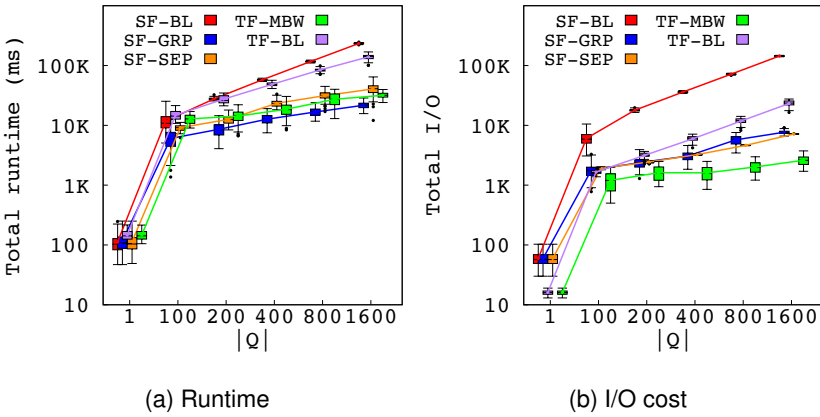 SF-BL
SF-GRP
SF-SEP
TF-MBW
TF-BL
Total runtime (ms)
100K
10K
1K
100
10
1 100 200 400 800 1600
|Q|
(a) Runtime
SF-BL
SF-GRP
SF-SEP
TF-MBW
TF-BL
Total I/O
100K
10K
1K
100
10
1 100 200 400 800 1600
|Q|
(b) I/O cost